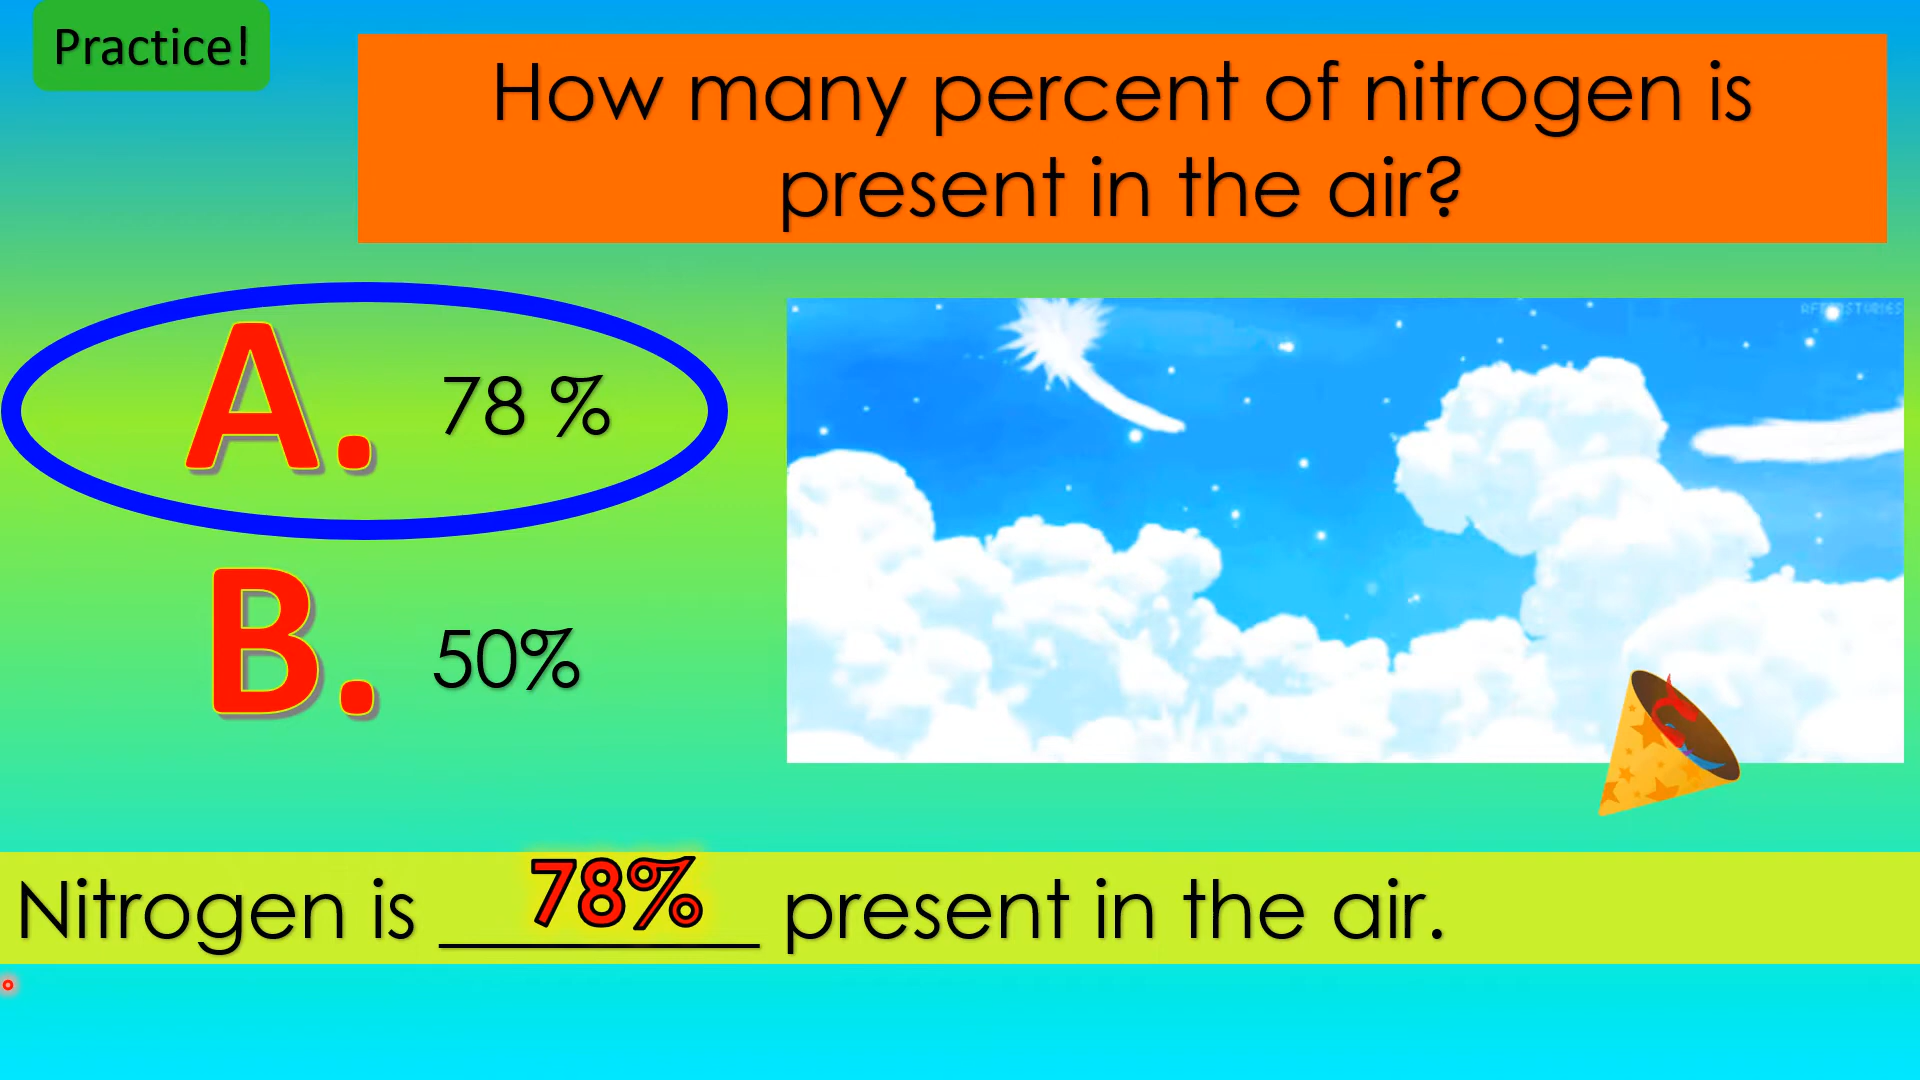 Practice!
How many percent of nitrogen is
present in the air?
A. 78 %
B. 50%
Nitrogen is 78% present in the air.